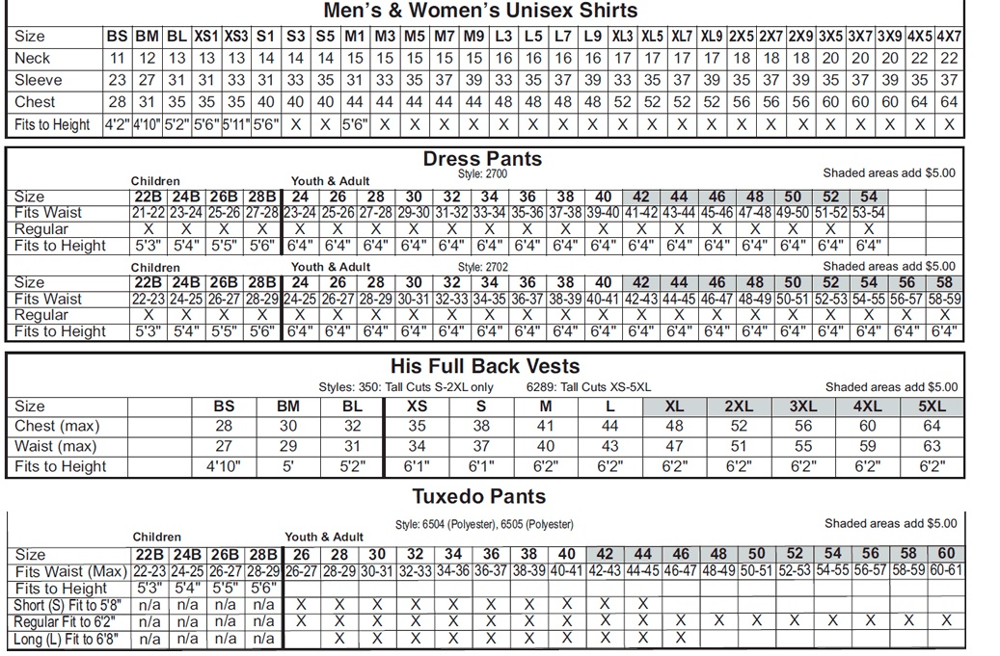 Men's & Women's Unisex Shirts
Size BS BM BL XS1 XS3 S1 S3 S5 M1 M3 M5 M7 M9 L3 L5 L7 L9 XL3 XL5 XL7 XL9 2X5 2X7 2X9 3X5 3X7 3X9 4X5 4X7
Neck 11 12 13 13 13 14 14 14 15 15 15 15 15 16 16 16 16 17 17 17 17 18 18 18 20 20 20 22 22
Sleeve 23 27 31 31 33 31 33 35 31 33 35 37 39 33 35 37 39 33 35 37 39 35 37 39 35 37 39 35 37
Chest 28 31 35 35 35 40 40 40 44 44 44 44 44 48 48 48 48 52 52 52 52 56 56 56 60 60 60 64 64
Fits to Height 4'2" 4'10" 5'2" 5'6" 5'11" 5'6" X X 5'6" X X X X X X X X X X X X X X X X X X X X
Dress Pants
Style: 2700
Children Youth & Adult Shaded areas add $5.00
Size 22B 24B 26B 28B 24 26 28 30 32 34 36 38 40 42 44 46 48 50 52 54
Fits Waist 21-22 23-24 25-26 27-28 23-24 25-26 27-28 29-30 31-32 33-34 35-36 37-38 39-40 41-42 43-44 45-46 47-48 49-50 51-52 53-54
Regular X X X X X X X X X X X X X X X X X X X X
Fits to Height 5'3" 5'4" 5'5" 5'6" 6'4" 6'4" 6'4" 6'4" 6'4" 6'4" 6'4" 6'4" 6'4" 6'4" 6'4" 6'4" 6'4" 6'4" 6'4" 6'4"
Children Youth & Adult Style: 2702 Shaded areas add $5.00
Size 22B 24B 26B 28B 24 26 28 30 32 34 36 38 40 42 44 46 48 50 52 54 56 58
Fits Waist 22-23 24-25 26-27 28-29 24-25 26-27 28-29 30-31 32-33 34-35 36-37 38-39 40-41 42-43 44-45 46-47 48-49 50-51 52-53 54-55 56-57 58-59
Regular X X X X X X X X X X X X X X X X X X X X X X
Fits to Height 5'3" 5'4" 5'5" 5'6" 6'4" 6'4" 6'4" 6'4" 6'4" 6'4" 6'4" 6'4" 6'4" 6'4" 6'4" 6'4" 6'4" 6'4" 6'4" 6'4" 6'4" 6'4"
His Full Back Vests
Styles: 350: Tall Cuts S-2XL only 6289: Tall Cuts XS-5XL Shaded areas add $5.00
Size BS BM BL XS S M L XL 2XL 3XL 4XL 5XL
Chest (max) 28 30 32 35 38 41 44 48 52 56 60 64
Waist (max) 27 29 31 34 37 40 43 47 51 55 59 63
Fits to Height 4'10" 5' 5'2" 6'1" 6'1" 6'2" 6'2" 6'2" 6'2" 6'2" 6'2" 6'2"
Tuxedo Pants
Style: 6504 (Polyester), 6505 (Polyester) Shaded areas add $5.00
Children Youth & Adult
Size 22B 24B 26B 28B 26 28 30 32 34 36 38 40 42 44 46 48 50 52 54 56 58 60
Fits Waist (Max) 22-23 24-25 26-27 28-29 26-27 28-29 30-31 32-33 34-36 36-37 38-39 40-41 42-43 44-45 46-47 48-49 50-51 52-53 54-55 56-57 58-59 60-61
Fits to Height 5'3" 5'4" 5'5" 5'6"
Short (S) Fit to 5'8" n/a n/a n/a n/a X X X X X X X X X X
Regular Fit to 6'2" n/a n/a n/a n/a X X X X X X X X X X X X X X X X X X
Long (L) Fit to 6'8" n/a n/a n/a n/a X X X X X X X X X X